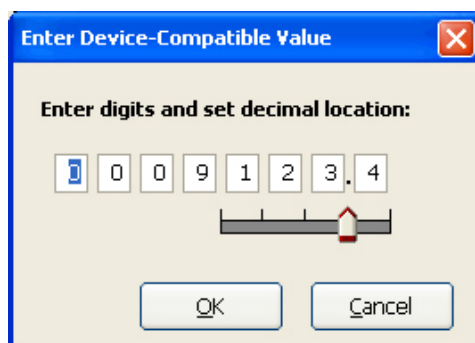 Enter Device-Compatible Value
Enter digits and set decimal location:
0 0 0 9 1 2 3.4
OK Cancel